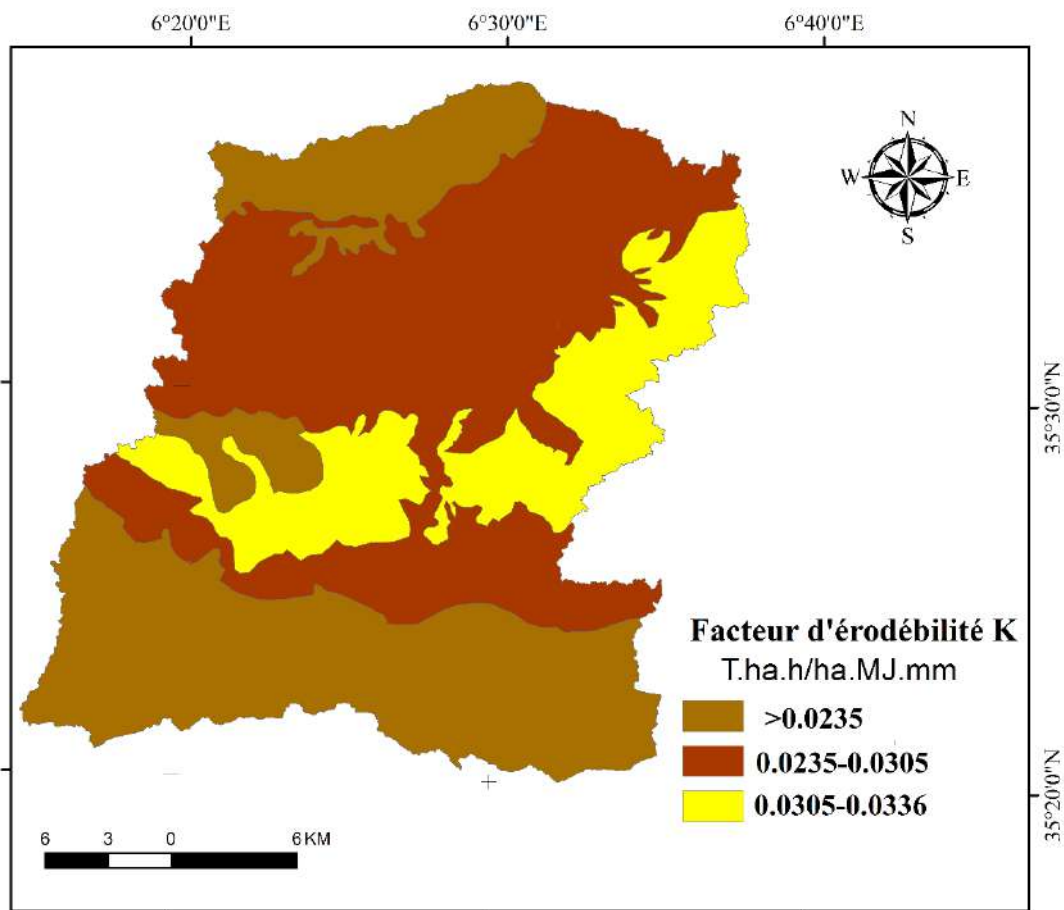 6°20'0"E 6°30'0"E 6°40'0"E
N
W E
S
35°30'0"N
Facteur d'érodébilité K
T.ha.h/ha.MJ.mm
>0.0235
0.0235-0.0305
0.0305-0.0336
35°20'0"N
6 3 0 6 KM